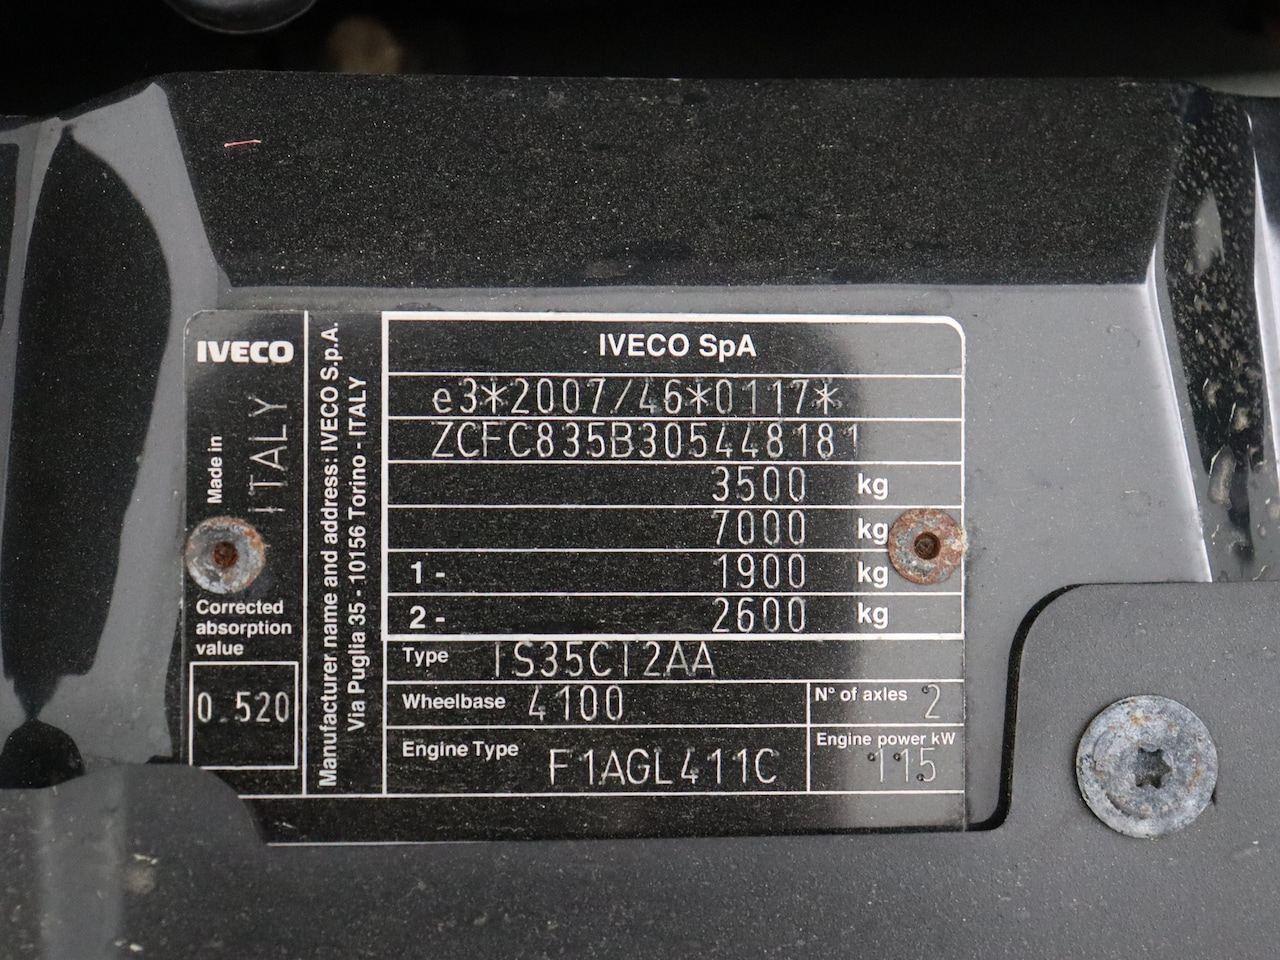 IVECO
Made in
ITALY
Corrected
absorption
value
0.520
Manufacturer name and address: IVECO S.p.A.
Via Puglia 35 - 10156 Torino - ITALY
IVECO SpA
e3*2007/46*0117*
ZCFC835B305448181
3500 kg
7000 kg
1 - 1900 kg
2 - 2600 kg
Type IS35CI2AA
Wheelbase 4100
N° of axles 2
Engine Type F1AGL411C
Engine power kW
115